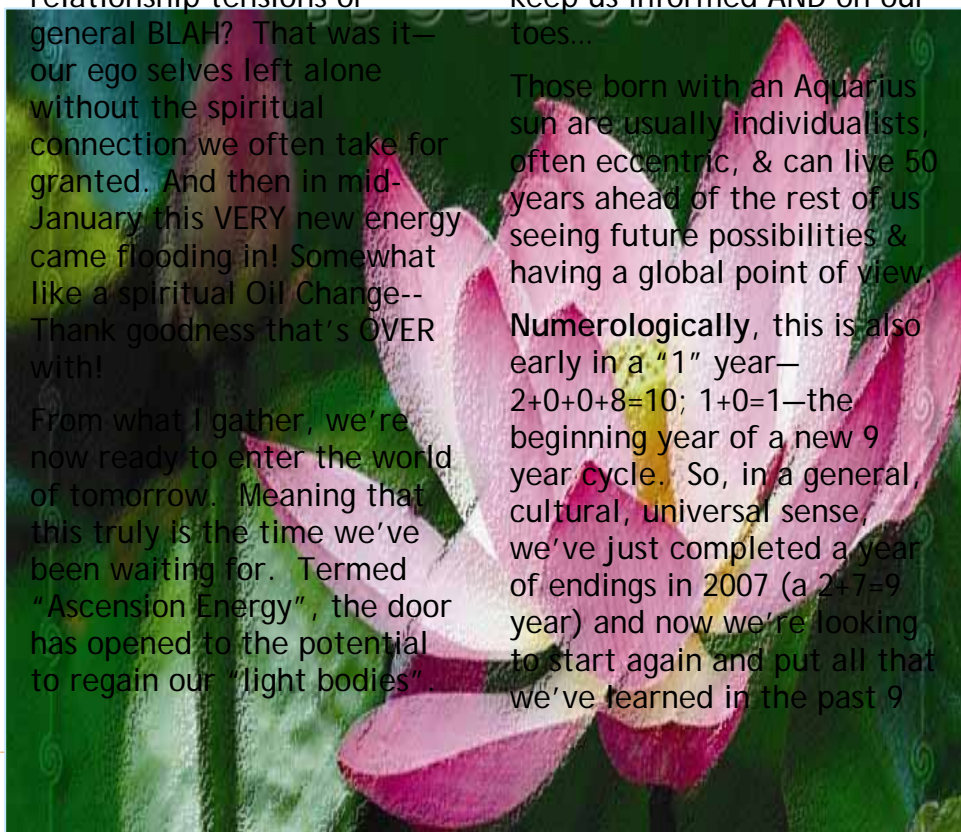 relationship tensions or
general BLAH?  That was it—
our ego selves left alone
without the spiritual
connection we often take for
granted. And then in mid-
January this VERY new energy
came flooding in! Somewhat
like a spiritual Oil Change--
Thank goodness that's OVER
with!
From what I gather, we're
now ready to enter the world
of tomorrow.  Meaning that
this truly is the time we've
been waiting for.  Termed
"Ascension Energy", the door
has opened to the potential
to regain our "light bodies".
keep us informed AND on our
toes…
Those born with an Aquarius
sun are usually individualists,
often eccentric, & can live 50
years ahead of the rest of us
seeing future possibilities &
having a global point of view.
Numerologically, this is also
early in a "1" year—
2+0+0+8=10; 1+0=1—the
beginning year of a new 9
year cycle.  So, in a general,
cultural, universal sense,
we've just completed a year
of endings in 2007 (a 2+7=9
year) and now we're looking
to start again and put all that
we've learned in the past 9